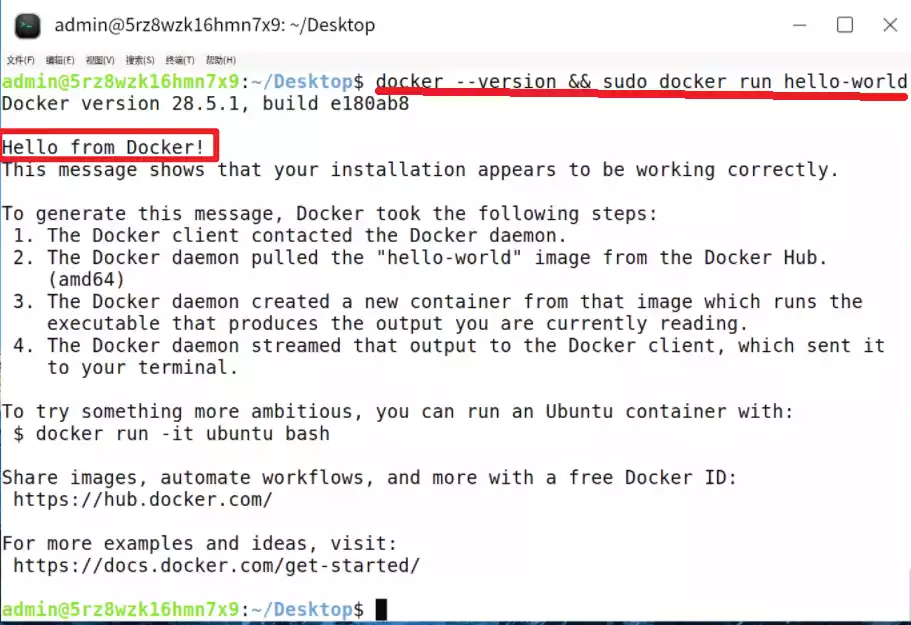 admin@5rz8wzk16hmn7x9: ~/Desktop
文件(F) 编辑(E) 视图(V) 搜索(S) 终端(T) 帮助(H)
admin@5rz8wzk16hmn7x9:~/Desktop$ docker --version && sudo docker run hello-world
Docker version 28.5.1, build e180ab8
Hello from Docker!
This message shows that your installation appears to be working correctly.
To generate this message, Docker took the following steps:
1. The Docker client contacted the Docker daemon.
2. The Docker daemon pulled the "hello-world" image from the Docker Hub.
(amd64)
3. The Docker daemon created a new container from that image which runs the
executable that produces the output you are currently reading.
4. The Docker daemon streamed that output to the Docker client, which sent it
to your terminal.
To try something more ambitious, you can run an Ubuntu container with:
$ docker run -it ubuntu bash
Share images, automate workflows, and more with a free Docker ID:
https://hub.docker.com/
For more examples and ideas, visit:
https://docs.docker.com/get-started/
admin@5rz8wzk16hmn7x9:~/Desktop$